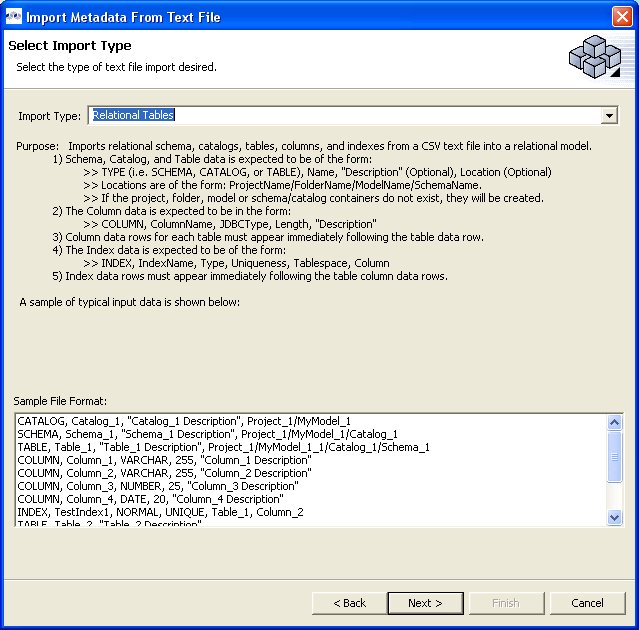 Import Metadata From Text File
Select Import Type
Select the type of text file import desired.
Import Type: Relational Tables
Purpose: Imports relational schema, catalogs, tables, columns, and indexes from a CSV text file into a relational model.
1) Schema, Catalog, and Table data is expected to be of the form:
>> TYPE (i.e. SCHEMA, CATALOG, or TABLE), Name, "Description" (Optional), Location (Optional)
>> Locations are of the form: ProjectName/FolderName/ModelName/SchemaName.
>> If the project, folder, model or schema/catalog containers do not exist, they will be created.
2) The Column data is expected to be in the form:
>> COLUMN, ColumnName, JDBCType, Length, "Description"
3) Column data rows for each table must appear immediately following the table data row.
4) The Index data is expected to be of the form:
>> INDEX, IndexName, Type, Uniqueness, Tablespace, Column
5) Index data rows must appear immediately following the table column data rows.
A sample of typical input data is shown below:
Sample File Format:
CATALOG, Catalog_1, "Catalog_1 Description", Project_1/MyModel_1
SCHEMA, Schema_1, "Schema_1 Description", Project_1/MyModel_1/Catalog_1
TABLE, Table_1, "Table_1 Description", Project_1/MyModel_1_1/Catalog_1/Schema_1
COLUMN, Column_1, VARCHAR, 255, "Column_1 Description"
COLUMN, Column_2, VARCHAR, 255, "Column_2 Description"
COLUMN, Column_3, NUMBER, 25, "Column_3 Description"
COLUMN, Column_4, DATE, 20, "Column_4 Description"
INDEX, TestIndex1, NORMAL, UNIQUE, Table_1, Column_2
TABLE, Table_2, "Table_2 Description"
< Back Next > Finish Cancel